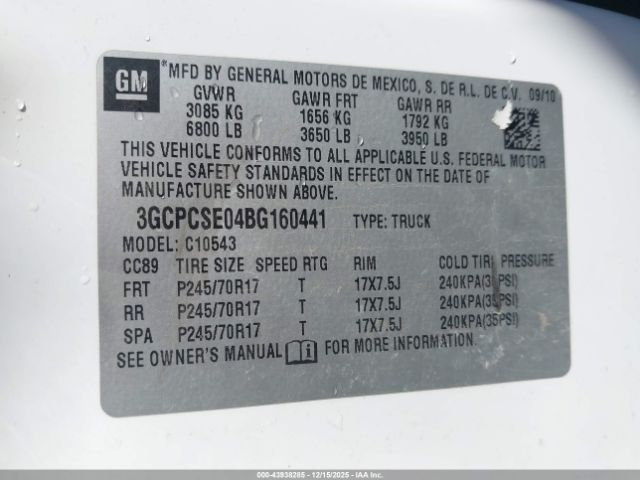 GM
*MFD BY GENERAL MOTORS DE MEXICO, S. DE R.L. DE C.V. 09/10
GVWR GAWR FRT GAWR RR
3085 KG 1656 KG 1792 KG
6800 LB 3650 LB 3950 LB
THIS VEHICLE CONFORMS TO ALL APPLICABLE U.S. FEDERAL MOTOR
VEHICLE SAFETY STANDARDS IN EFFECT ON THE DATE OF
MANUFACTURE SHOWN ABOVE.
3GCPCSE04BG160441 TYPE: TRUCK
MODEL: C10543
CC89 TIRE SIZE SPEED RTG RIM COLD TIRE PRESSURE
FRT P245/70R17 T 17X7.5J 240KPA(35PSI)
RR P245/70R17 T 17X7.5J 240KPA(35PSI)
SPA P245/70R17 T 17X7.5J 240KPA(35PSI)
SEE OWNER'S MANUAL i FOR MORE INFORMATION.
000-43938285 - 12/15/2025 - IAAI.COM